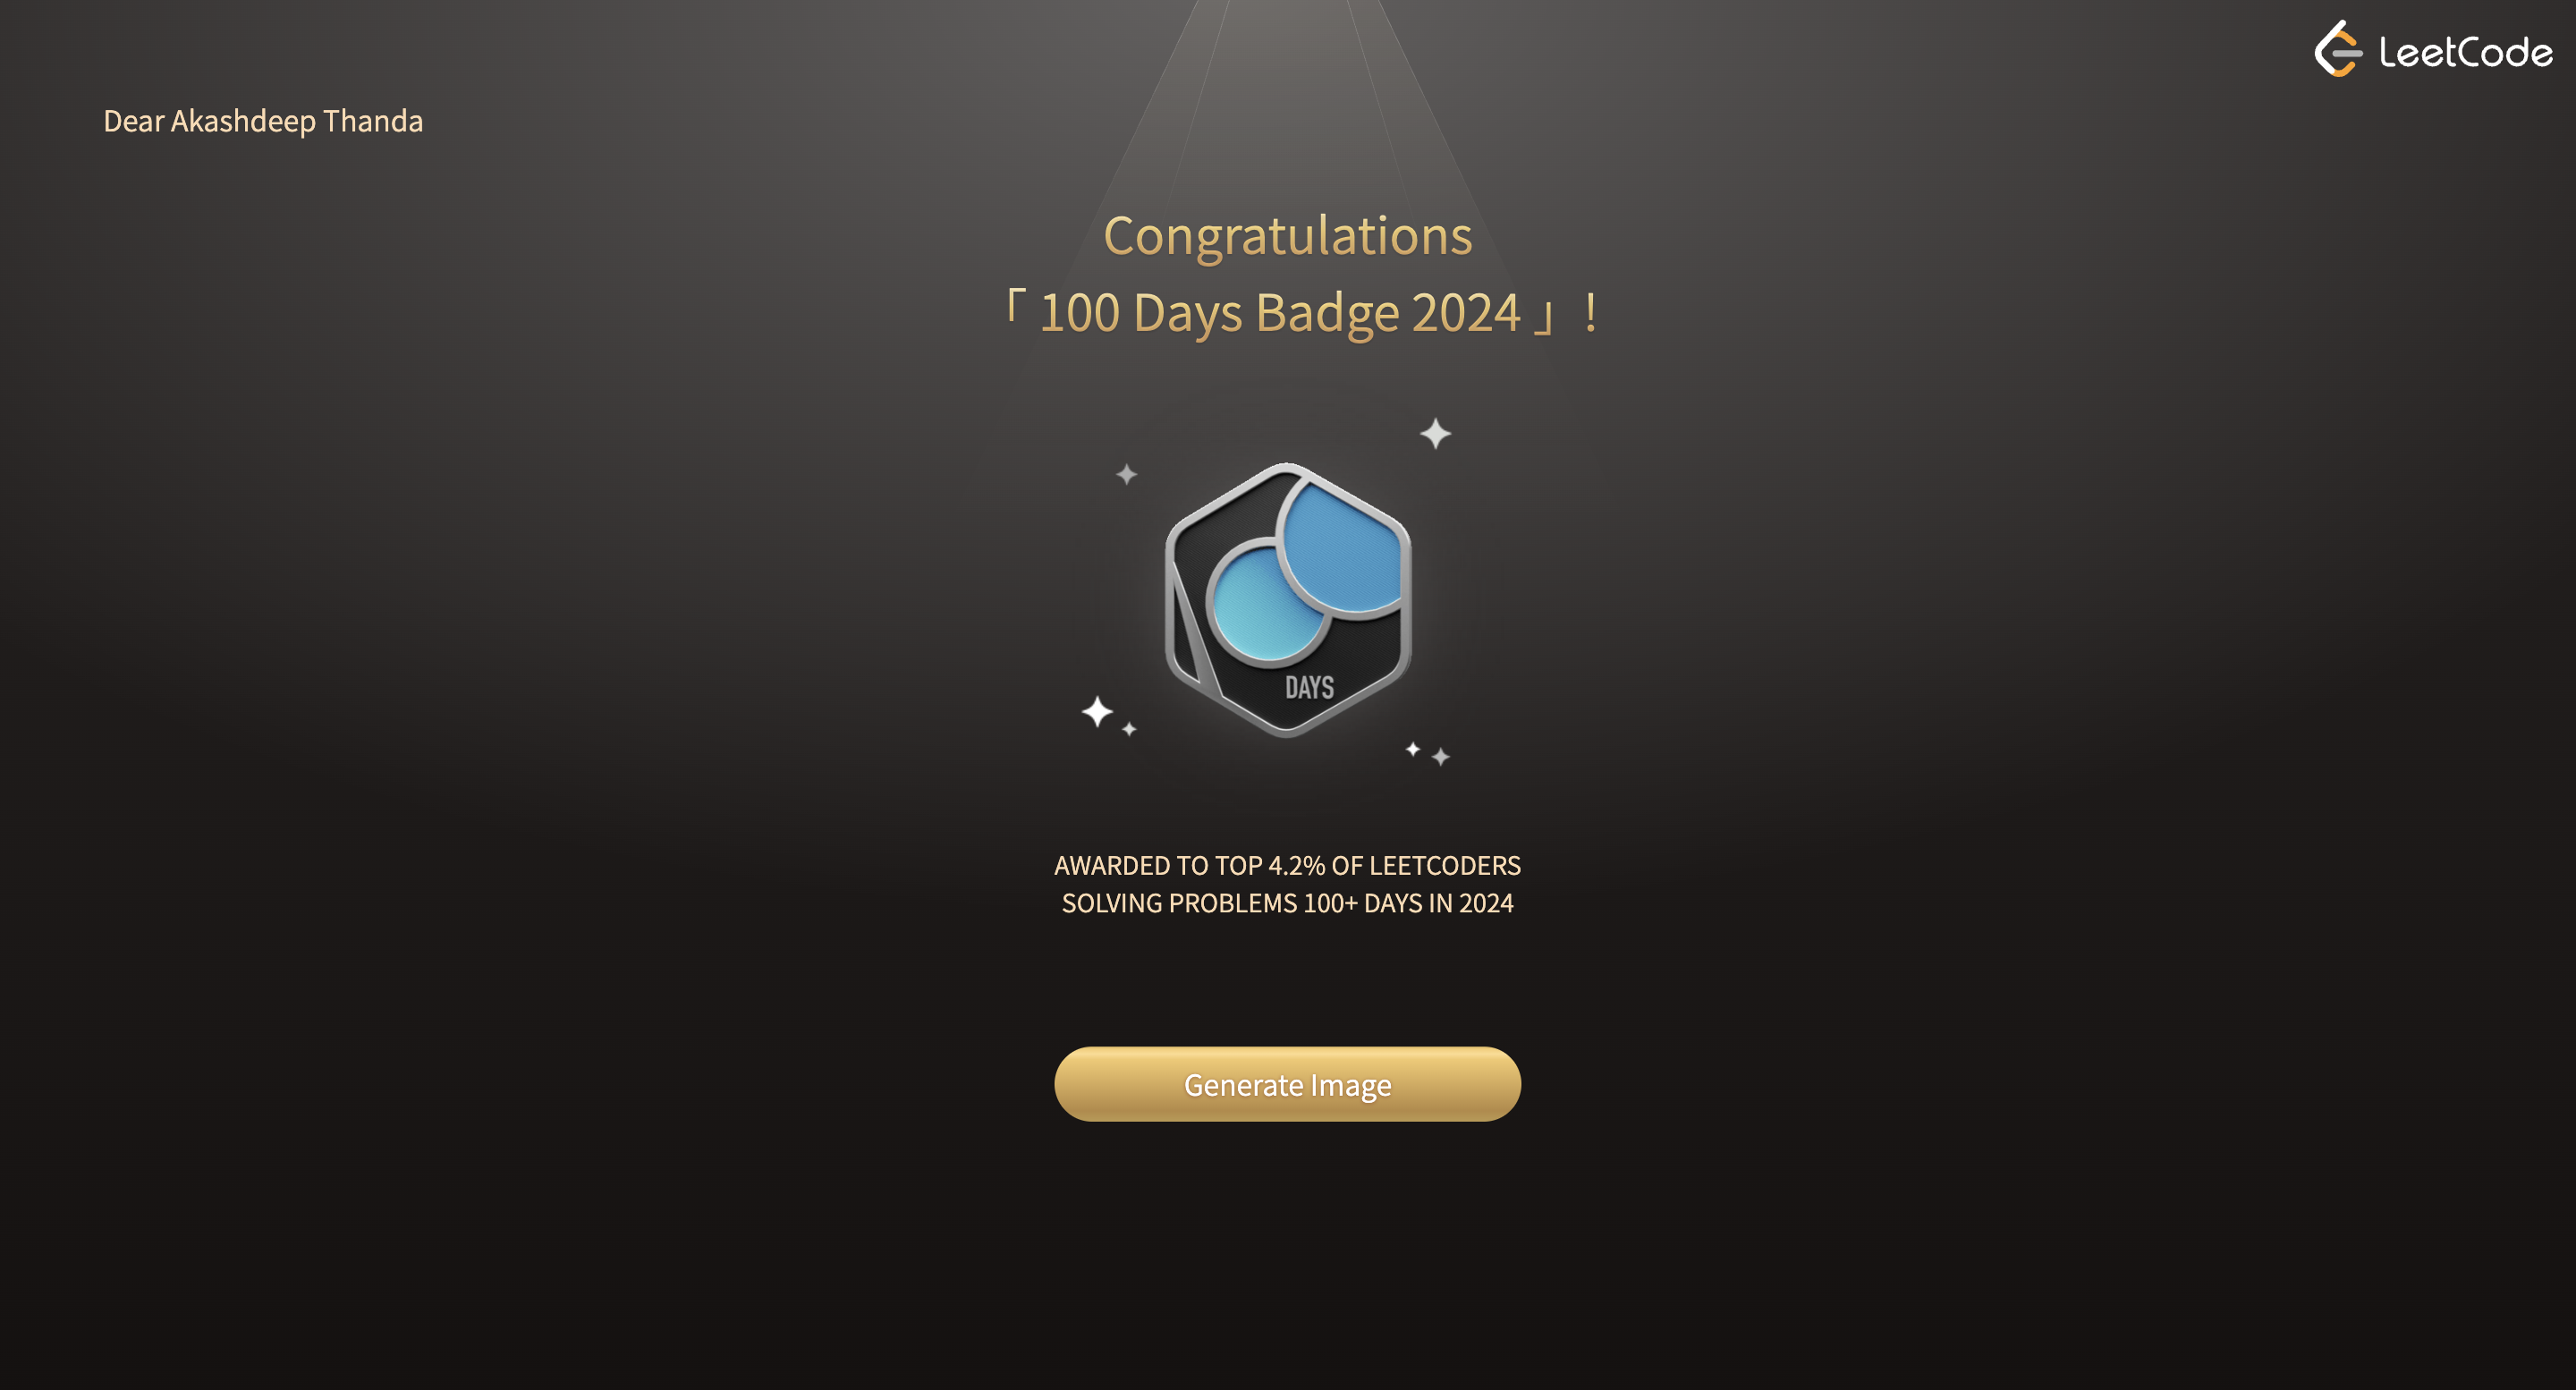 LeetCode
Dear Akashdeep Thanda
Congratulations
「 100 Days Badge 2024 」!
DAYS
AWARDED TO TOP 4.2% OF LEETCODERS
SOLVING PROBLEMS 100+ DAYS IN 2024
Generate Image